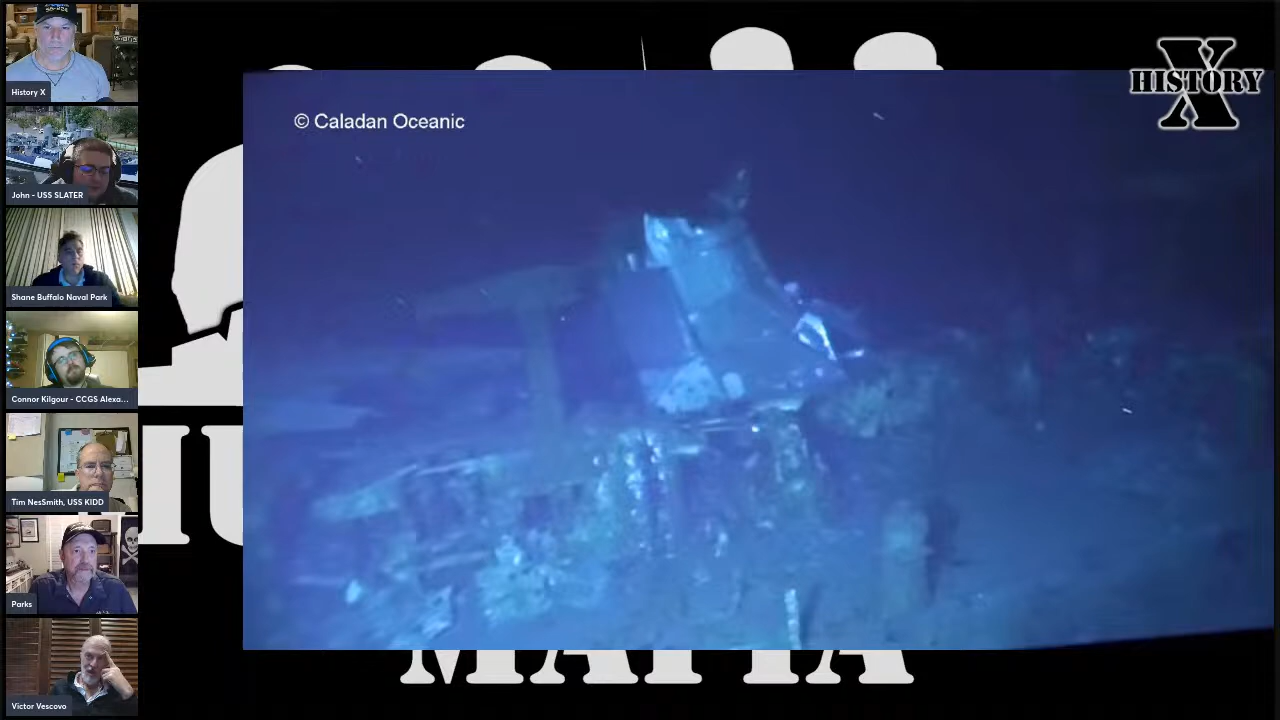 History X
John - USS SLATER
Shane Buffalo Naval Park
Connor Kilgour - CCGS Alexa...
Tim NesSmith, USS KIDD
Parks
Victor Vescovo
© Caladan Oceanic
X
HISTORY
MAFIA